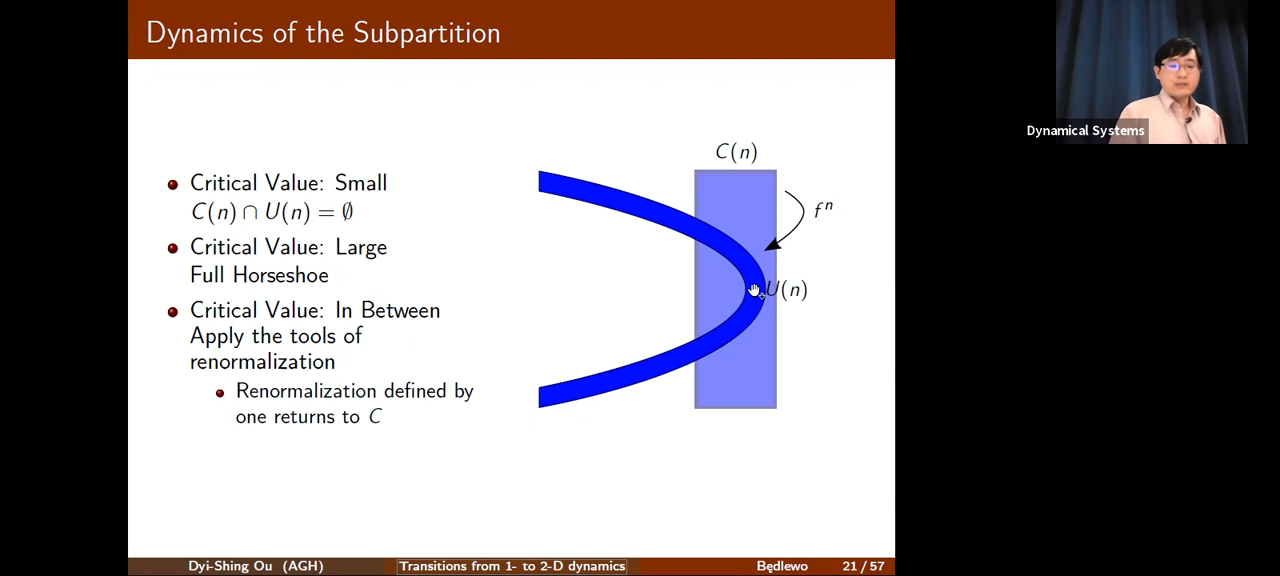 Dynamics of the Subpartition
Critical Value: Small
C(n) ∩ U(n) = ∅
Critical Value: Large
Full Horseshoe
Critical Value: In Between
Apply the tools of
renormalization
Renormalization defined by
one returns to C
C(n)
fⁿ
U(n)
Dynamical Systems
Dyi-Shing Ou (AGH)
Transitions from 1- to 2-D dynamics
Będlewo
21 / 57